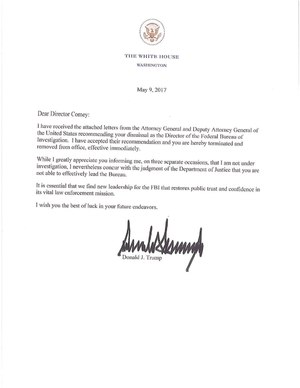 THE WHITE HOUSE
WASHINGTON
May 9, 2017
Dear Director Comey:
I have received the attached letters from the Attorney General and Deputy Attorney General of
the United States recommending your dismissal as the Director of the Federal Bureau of
Investigation. I have accepted their recommendation and you are hereby terminated and
removed from office, effective immediately.
While I greatly appreciate you informing me, on three separate occasions, that I am not under
investigation, I nevertheless concur with the judgment of the Department of Justice that you are
not able to effectively lead the Bureau.
It is essential that we find new leadership for the FBI that restores public trust and confidence in
its vital law enforcement mission.
I wish you the best of luck in your future endeavors.
Donald J. Trump